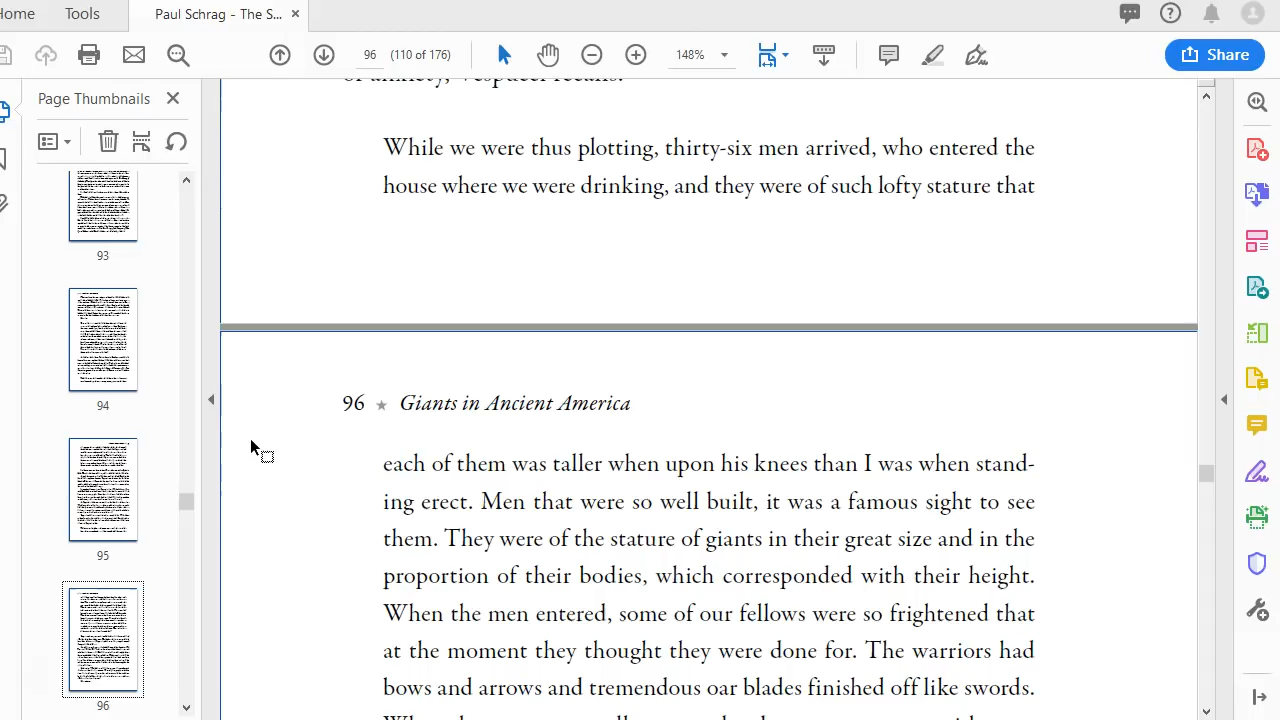 Home
Tools
Paul Schrag - The S...
96
(110 of 176)
148%
Share
Page Thumbnails
93
94
95
96
While we were thus plotting, thirty-six men arrived, who entered the
house where we were drinking, and they were of such lofty stature that
96 ★ Giants in Ancient America
each of them was taller when upon his knees than I was when stand-
ing erect. Men that were so well built, it was a famous sight to see
them. They were of the stature of giants in their great size and in the
proportion of their bodies, which corresponded with their height.
When the men entered, some of our fellows were so frightened that
at the moment they thought they were done for. The warriors had
bows and arrows and tremendous oar blades finished off like swords.